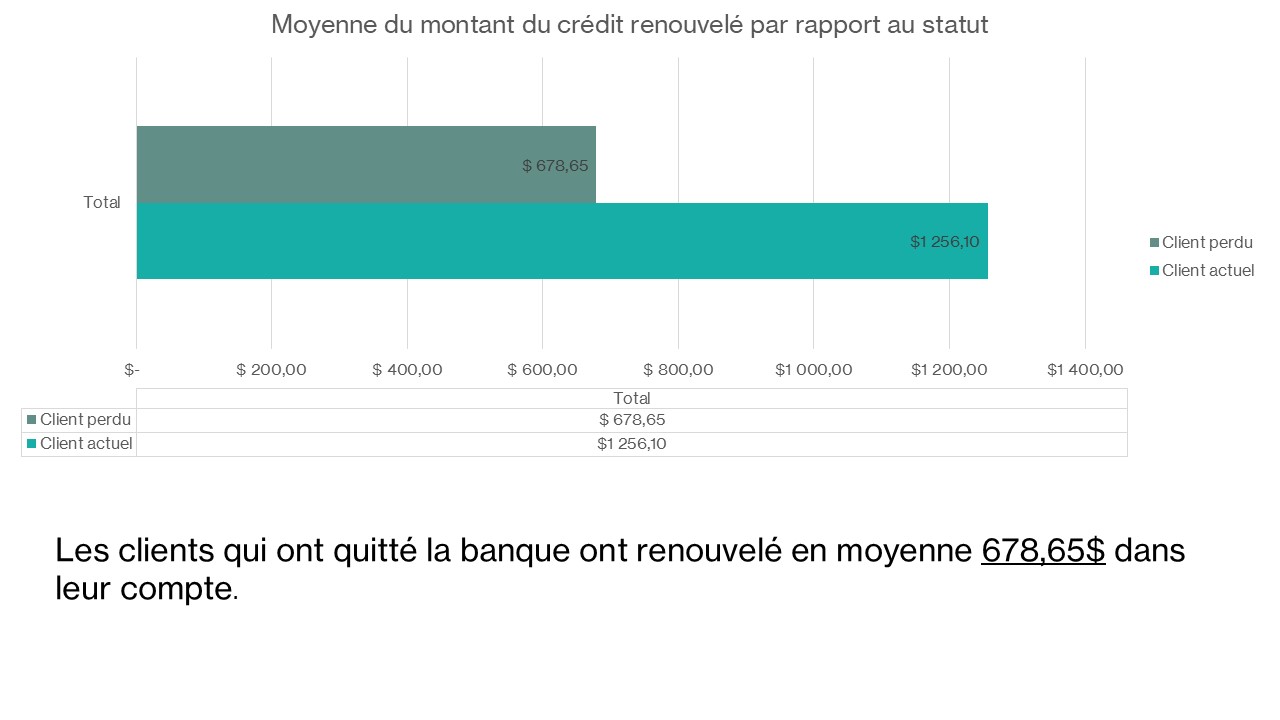 Moyenne du montant du crédit renouvelé par rapport au statut
$ 678,65
Total
$1 256,10
Client perdu
Client actuel
$- $ 200,00 $ 400,00 $ 600,00 $ 800,00 $1 000,00 $1 200,00 $1 400,00
Total
Client perdu $ 678,65
Client actuel $1 256,10
Les clients qui ont quitté la banque ont renouvelé en moyenne 678,65$ dans
leur compte.